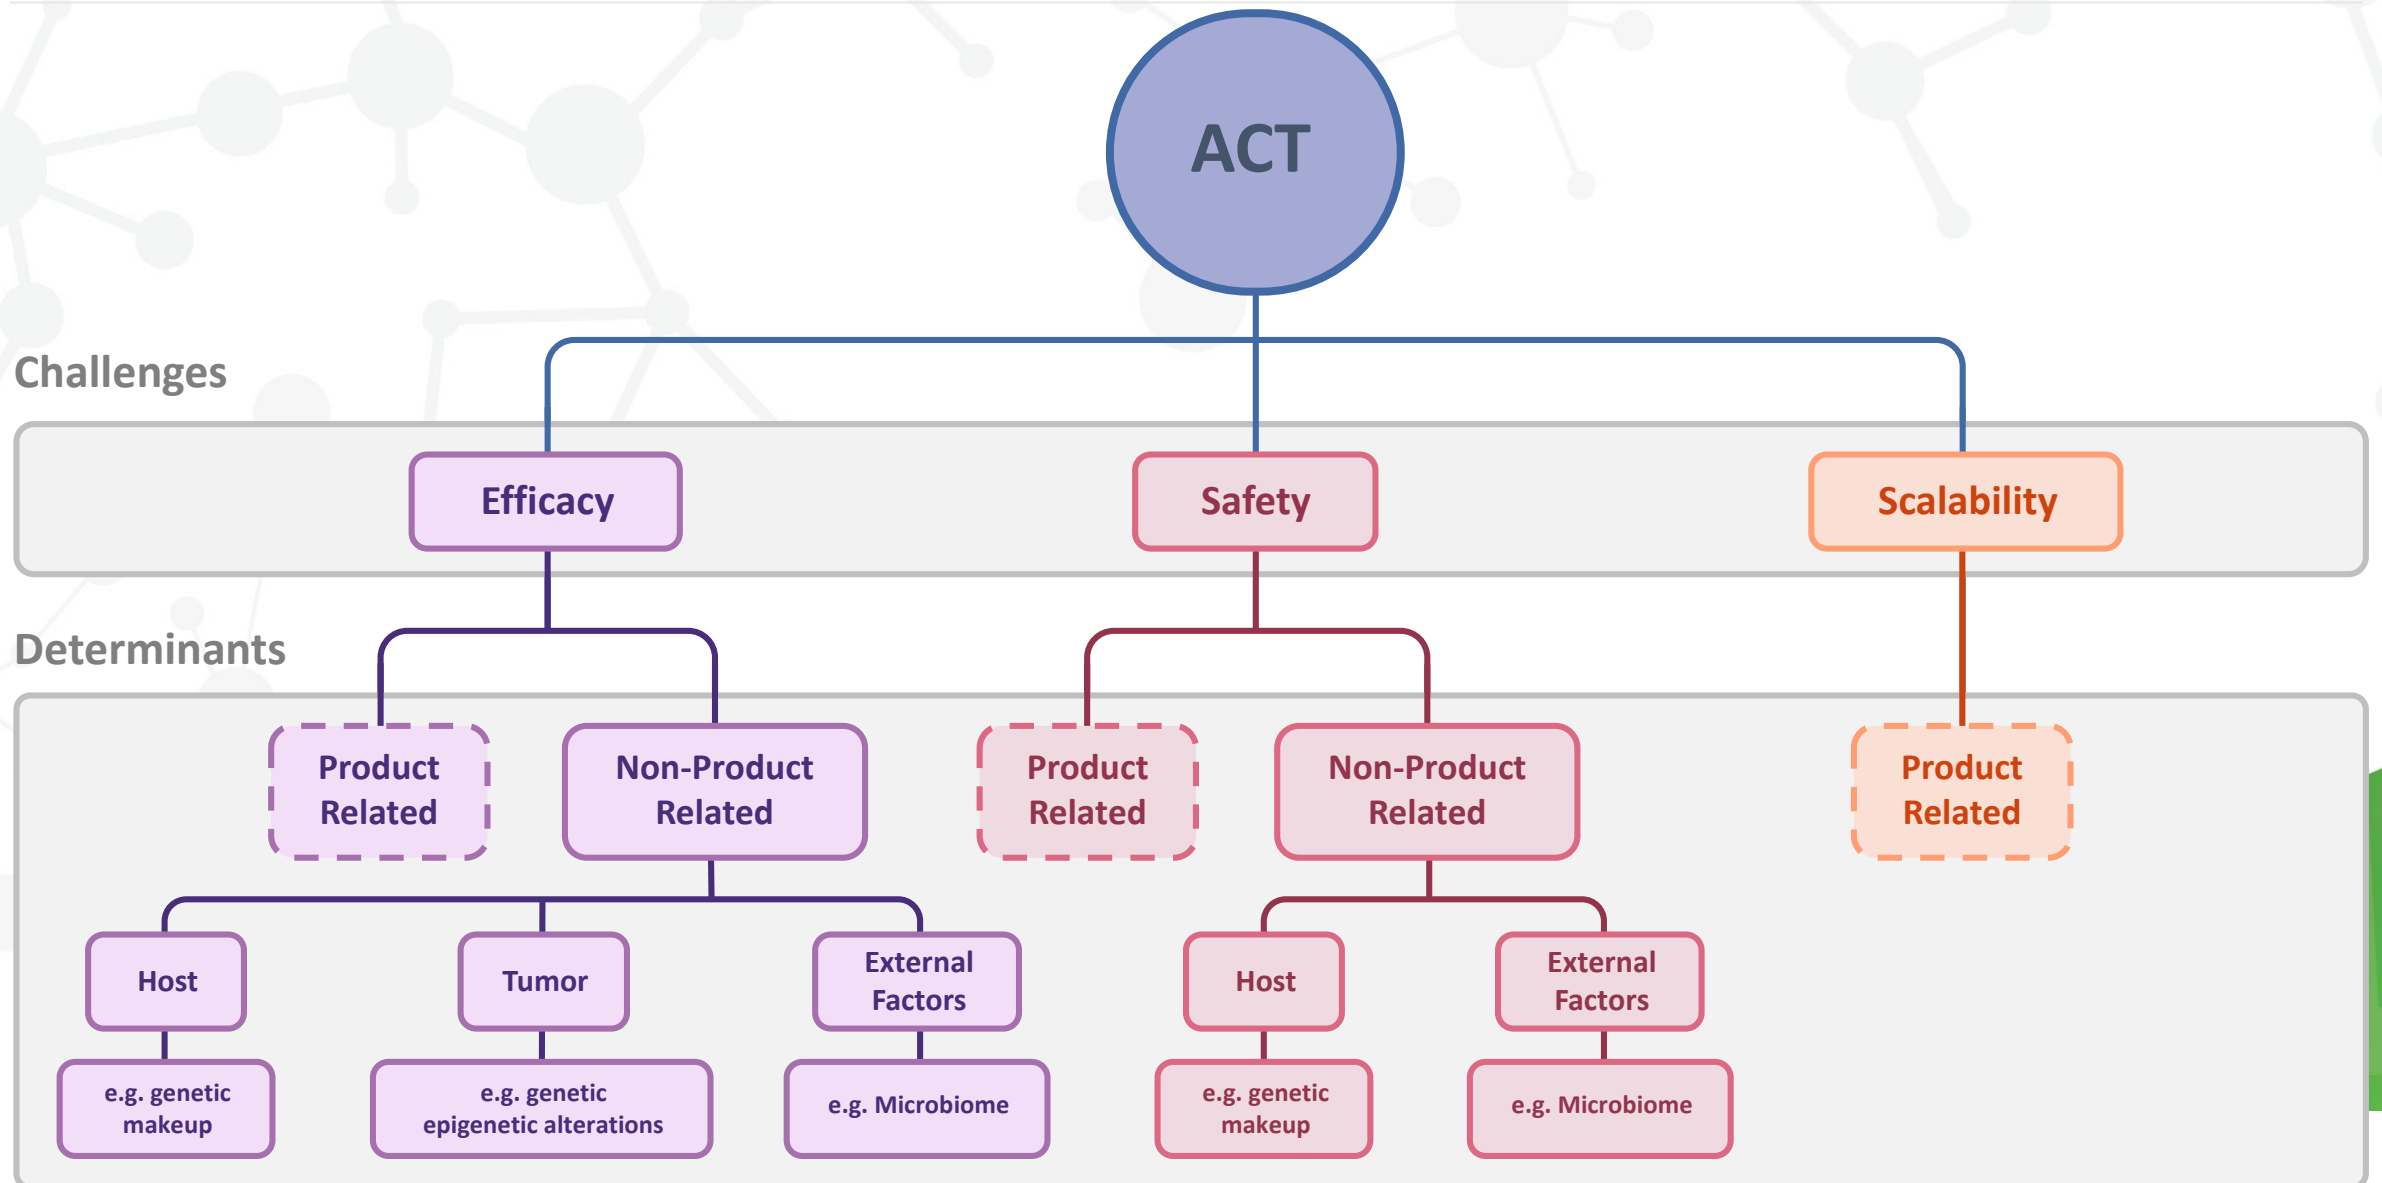 ACT
Challenges
Efficacy
Safety
Scalability
Determinants
Product
Related
Non-Product
Related
Product
Related
Non-Product
Related
Product
Related
Host
Tumor
External
Factors
Host
External
Factors
e.g. genetic
makeup
e.g. genetic
epigenetic alterations
e.g. Microbiome
e.g. genetic
makeup
e.g. Microbiome